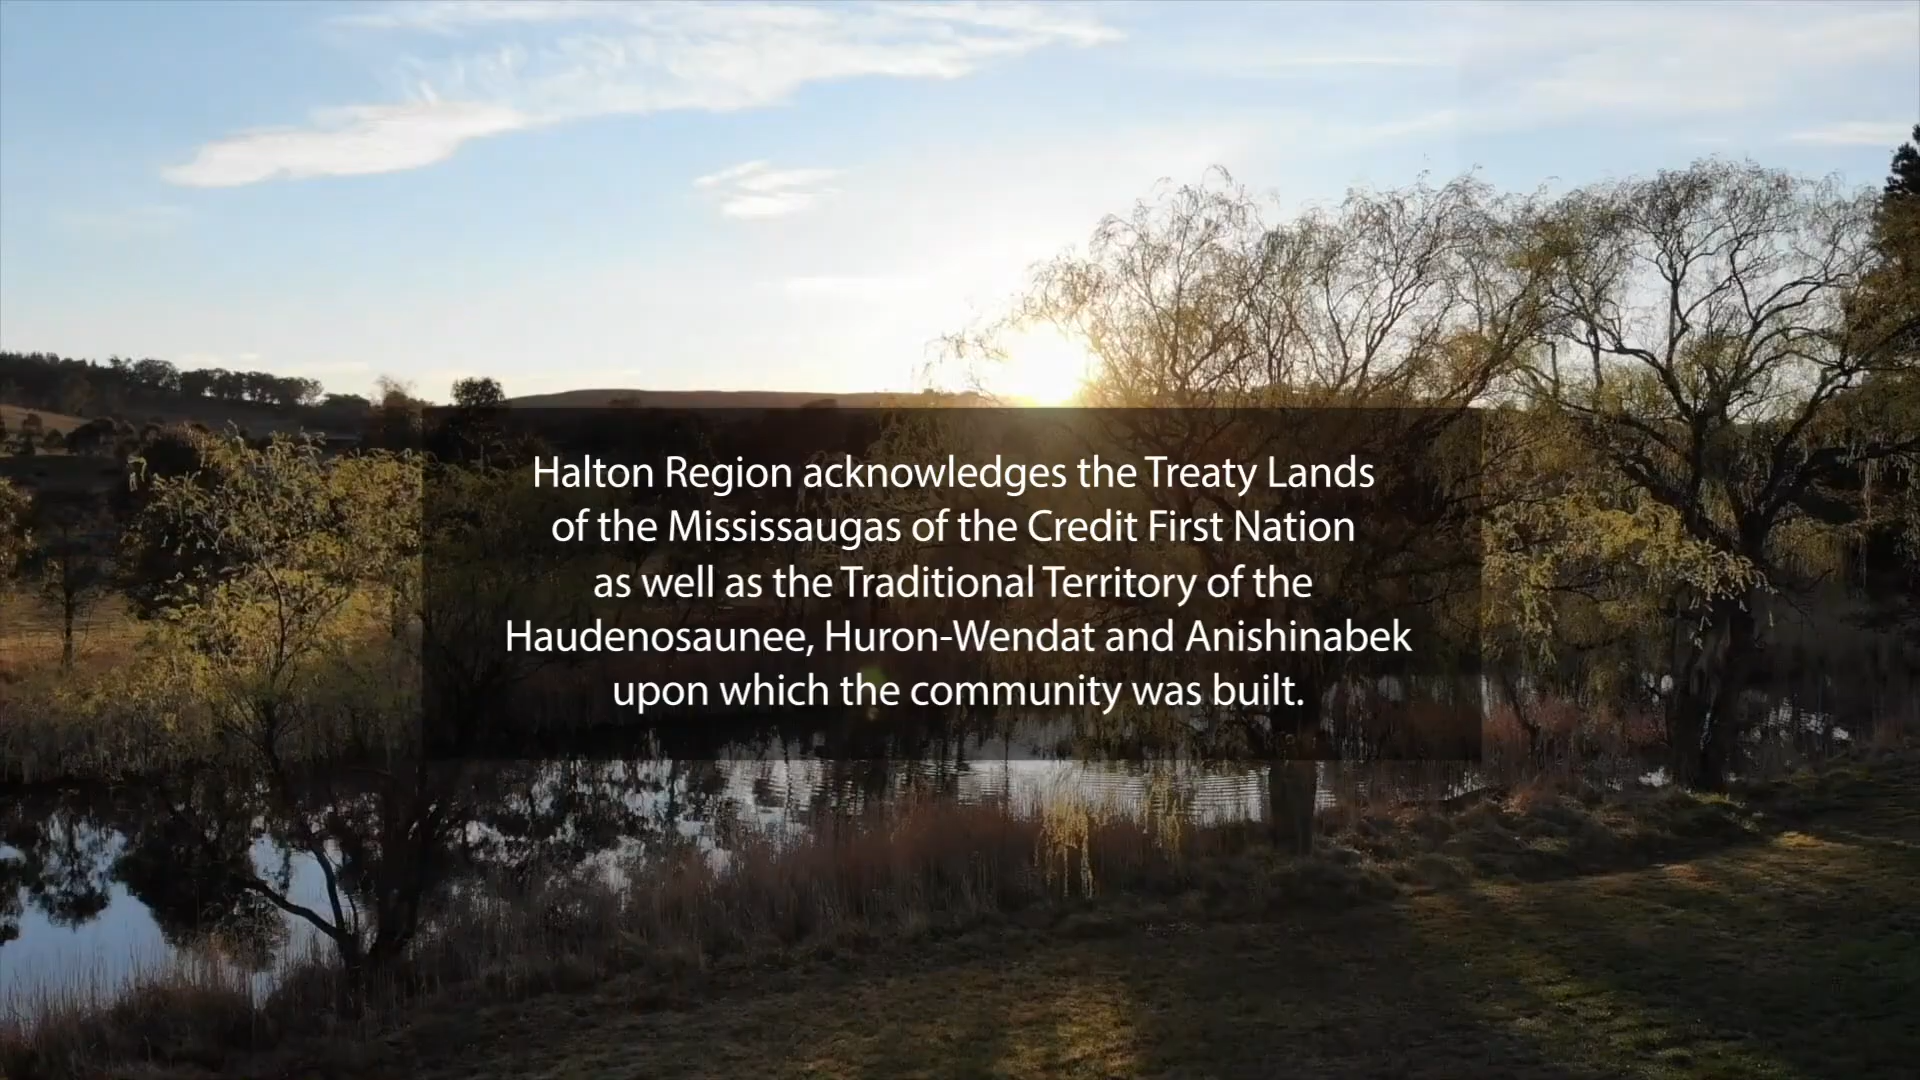 Halton Region acknowledges the Treaty Lands
of the Mississaugas of the Credit First Nation
as well as the Traditional Territory of the
Haudenosaunee, Huron-Wendat and Anishinabek
upon which the community was built.